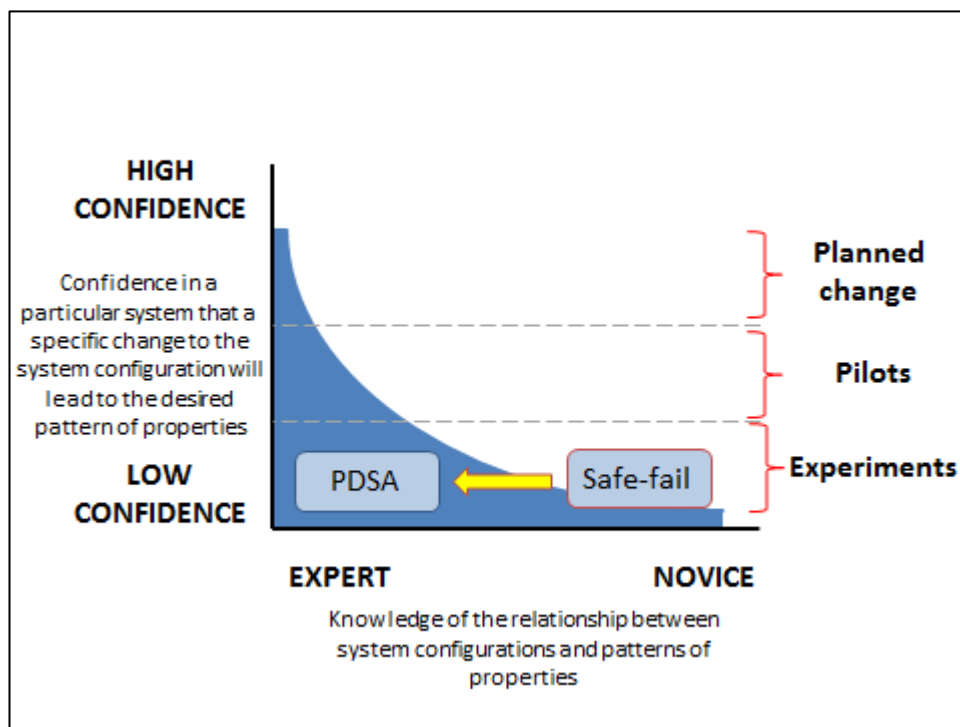 HIGH
CONFIDENCE
Confidence in a
particular system that a
specific change to the
system configuration will
lead to the desired
pattern of properties
LOW
CONFIDENCE
Planned
change
Pilots
Experiments
PDSA
Safe-fail
EXPERT
NOVICE
Knowledge of the relationship between
system configurations and patterns of
properties